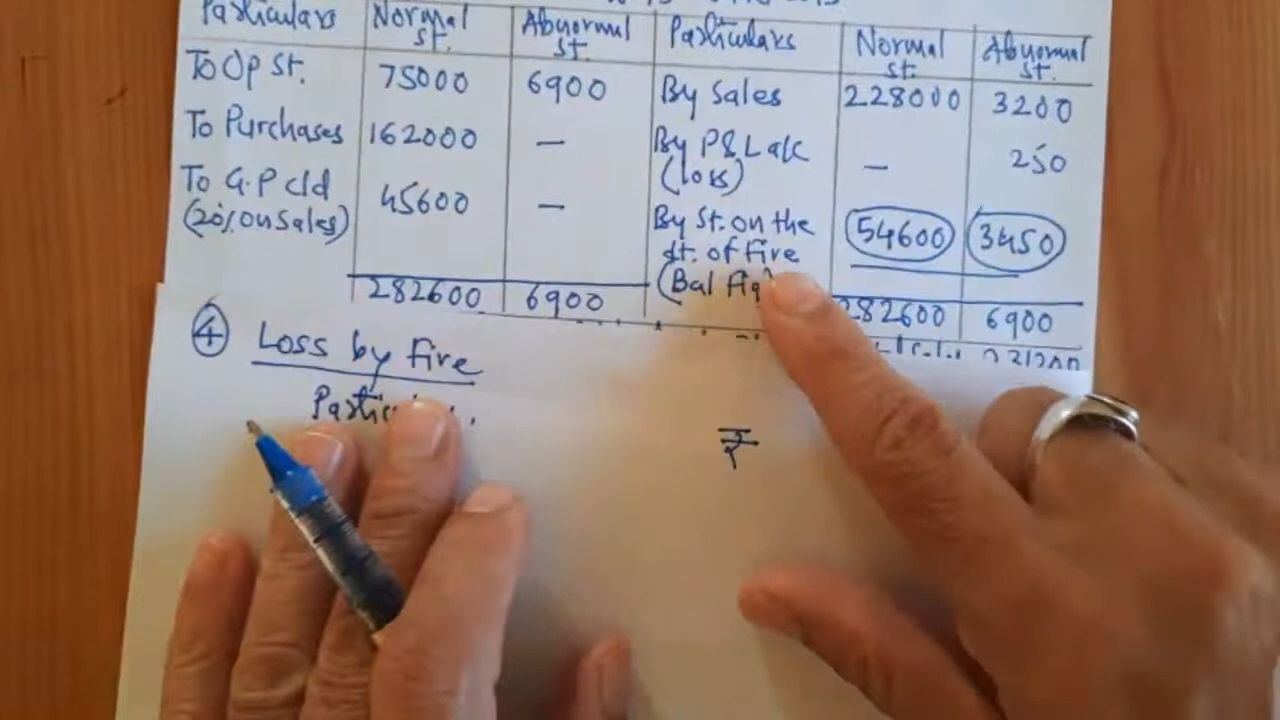 Particulars Normal st. Abnormal st. Particulars Normal st. Abnormal st.
To Op St. 75000 6900 By Sales 228000 3200
To Purchases 162000 — By P&L a/c (loss) — 250
To G.P c/d (20% on Sales) 45600 — By St. on the dt. of fire (Bal Fig) 54600 3450
282600 6900 282600 6900
④ Loss by fire
₹